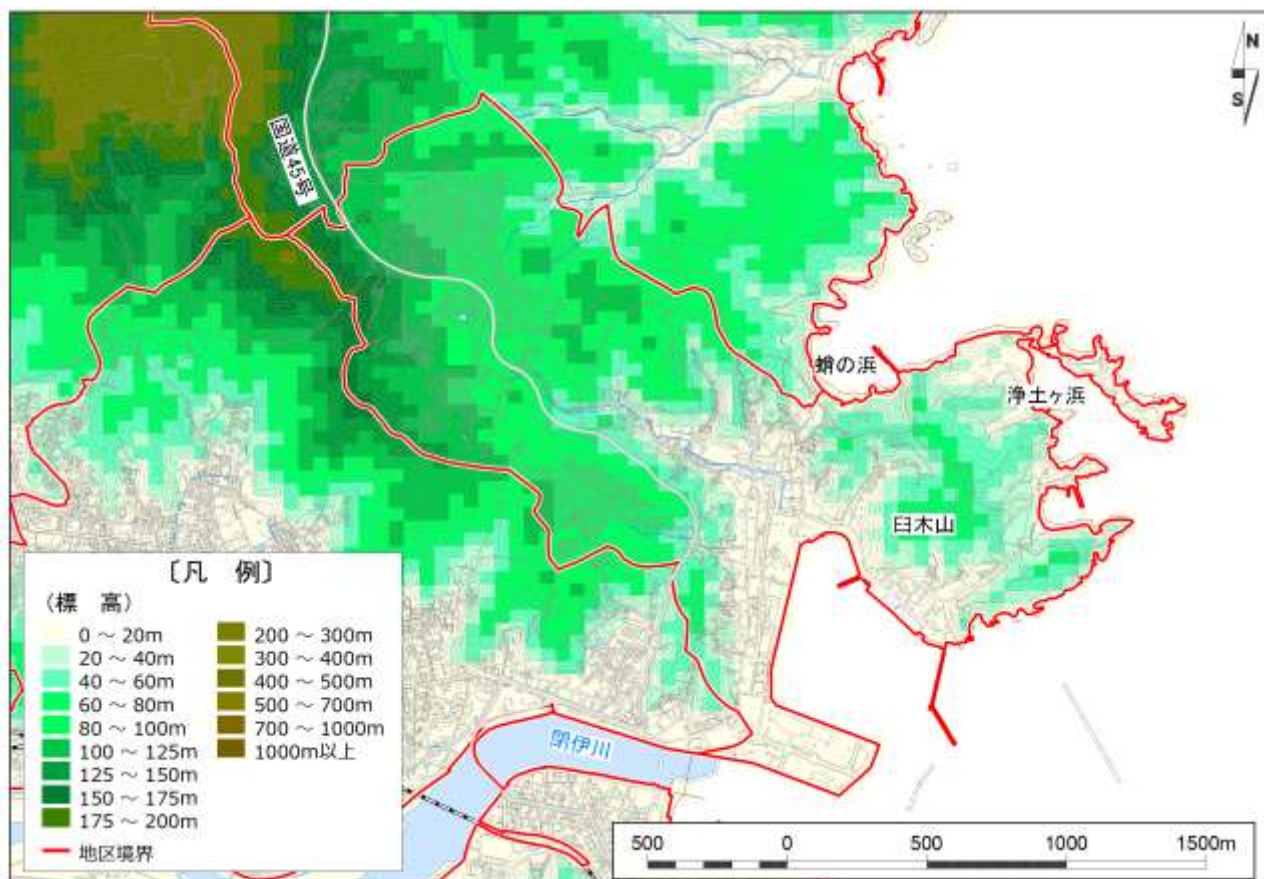 N
S
国道45号
蛸の浜
浄土ヶ浜
臼木山
閉伊川
〔凡 例〕
(標 高)
0 ～ 20m
20 ～ 40m
40 ～ 60m
60 ～ 80m
80 ～ 100m
100 ～ 125m
125 ～ 150m
150 ～ 175m
175 ～ 200m
200 ～ 300m
300 ～ 400m
400 ～ 500m
500 ～ 700m
700 ～ 1000m
1000m以上
地区境界
500 0 500 1000 1500m